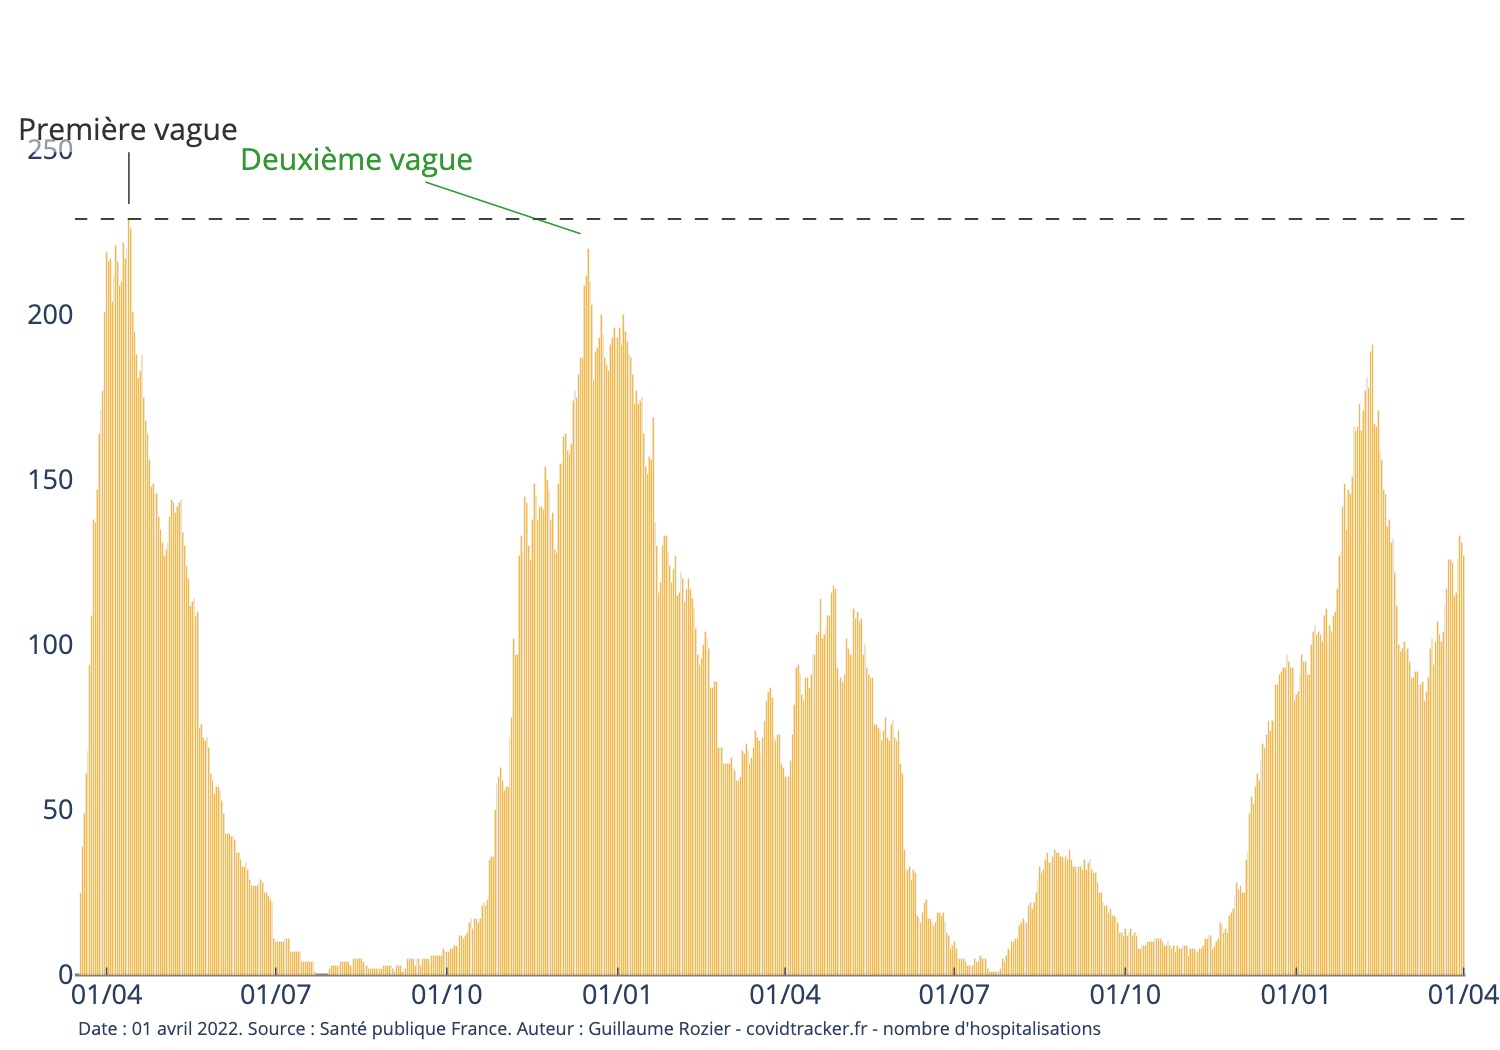 Première vague
250
Deuxième vague
200
150
100
50
0
01/04 01/07 01/10 01/01 01/04 01/07 01/10 01/01 01/04
Date : 01 avril 2022. Source : Santé publique France. Auteur : Guillaume Rozier - covidtracker.fr - nombre d'hospitalisations